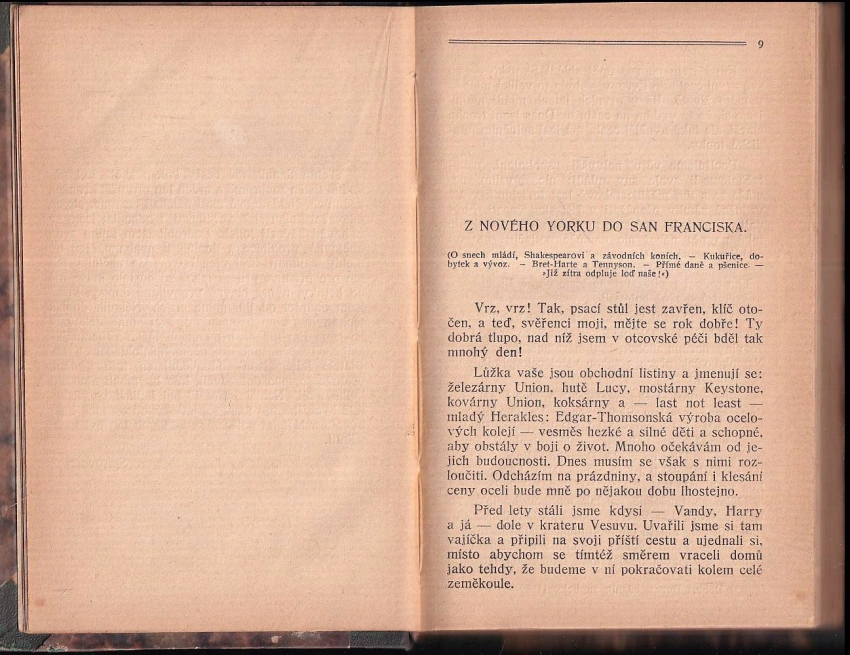 9
Z NOVÉHO YORKU DO SAN FRANCISKA.
(O snech mládí, Shakespearovi a závodních koních. — Kukuřice, do-
bytek a vývoz. — Bret-Harte a Tennyson. — Přímé daně a pšenice. —
»Již zítra odpluje loď naše!«)
Vrz, vrz! Tak, psací stůl jest zavřen, klíč oto-
čen, a teď, svěřenci moji, mějte se rok dobře! Ty
dobrá tlupo, nad níž jsem v otcovské péči bděl tak
mnohý den!
Lůžka vaše jsou obchodní listiny a jmenují se:
železárny Union, hutě Lucy, mostárny Keystone,
kovárny Union, koksárny a — last not least —
mladý Herakles: Edgar-Thomsonská výroba ocelo-
vých kolejí — vesměs hezké a silné děti a schopné,
aby obstály v boji o život. Mnoho očekávám od je-
jich budoucnosti. Dnes musím se však s nimi roz-
loučiti. Odcházím na prázdniny, a stoupání i klesání
ceny oceli bude mně po nějakou dobu lhostejno.
Před lety stáli jsme kdysi — Vandy, Harry
a já — dole v krateru Vesuvu. Uvařili jsme si tam
vajíčka a připili na svoji příští cestu a ujednali si,
místo abychom se tímtéž směrem vraceli domů
jako tehdy, že budeme v ní pokračovati kolem celé
zeměkoule.